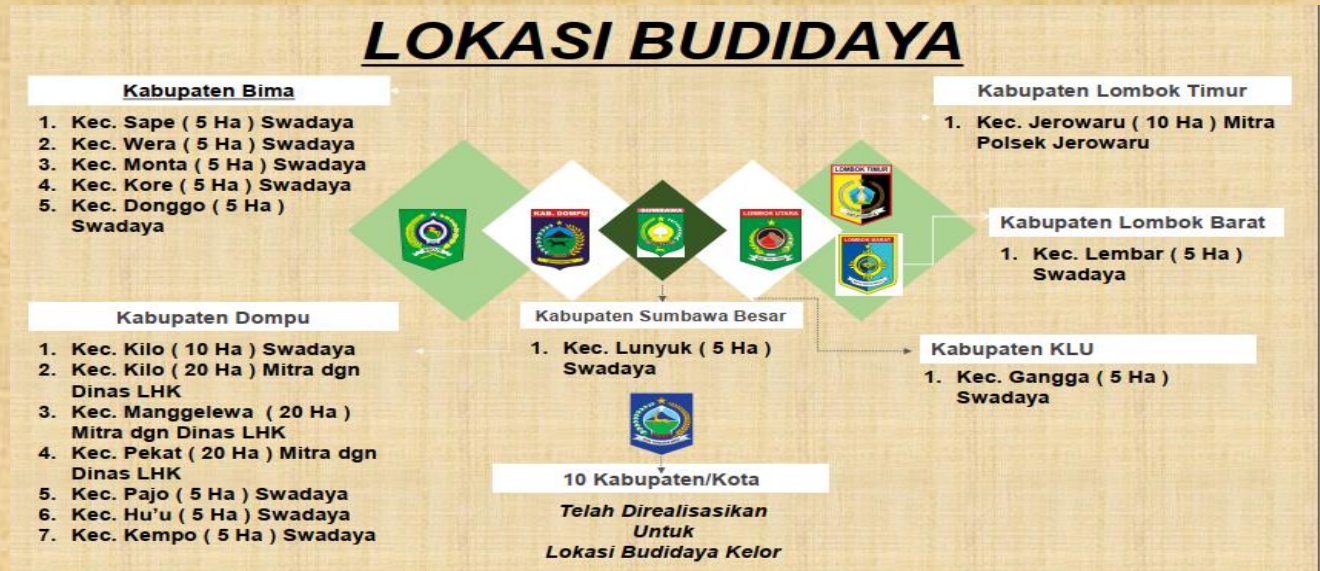 LOKASI BUDIDAYA
Kabupaten Bima
1. Kec. Sape ( 5 Ha ) Swadaya
2. Kec. Wera ( 5 Ha ) Swadaya
3. Kec. Monta ( 5 Ha ) Swadaya
4. Kec. Kore ( 5 Ha ) Swadaya
5. Kec. Donggo ( 5 Ha )
Swadaya
Kabupaten Lombok Timur
1. Kec. Jerowaru ( 10 Ha ) Mitra
Polsek Jerowaru
KAB. DOMPU
SUMBAWA
LOMBOK UTARA
LOMBOK TIMUR
LOMBOK BARAT
Kabupaten Lombok Barat
1. Kec. Lembar ( 5 Ha )
Swadaya
Kabupaten Dompu
1. Kec. Kilo ( 10 Ha ) Swadaya
2. Kec. Kilo ( 20 Ha ) Mitra dgn
Dinas LHK
3. Kec. Manggelewa ( 20 Ha )
Mitra dgn Dinas LHK
4. Kec. Pekat ( 20 Ha ) Mitra dgn
Dinas LHK
5. Kec. Pajo ( 5 Ha ) Swadaya
6. Kec. Hu'u ( 5 Ha ) Swadaya
7. Kec. Kempo ( 5 Ha ) Swadaya
Kabupaten Sumbawa Besar
1. Kec. Lunyuk ( 5 Ha )
Swadaya
Kabupaten KLU
1. Kec. Gangga ( 5 Ha )
Swadaya
10 Kabupaten/Kota
Telah Direalisasikan
Untuk
Lokasi Budidaya Kelor